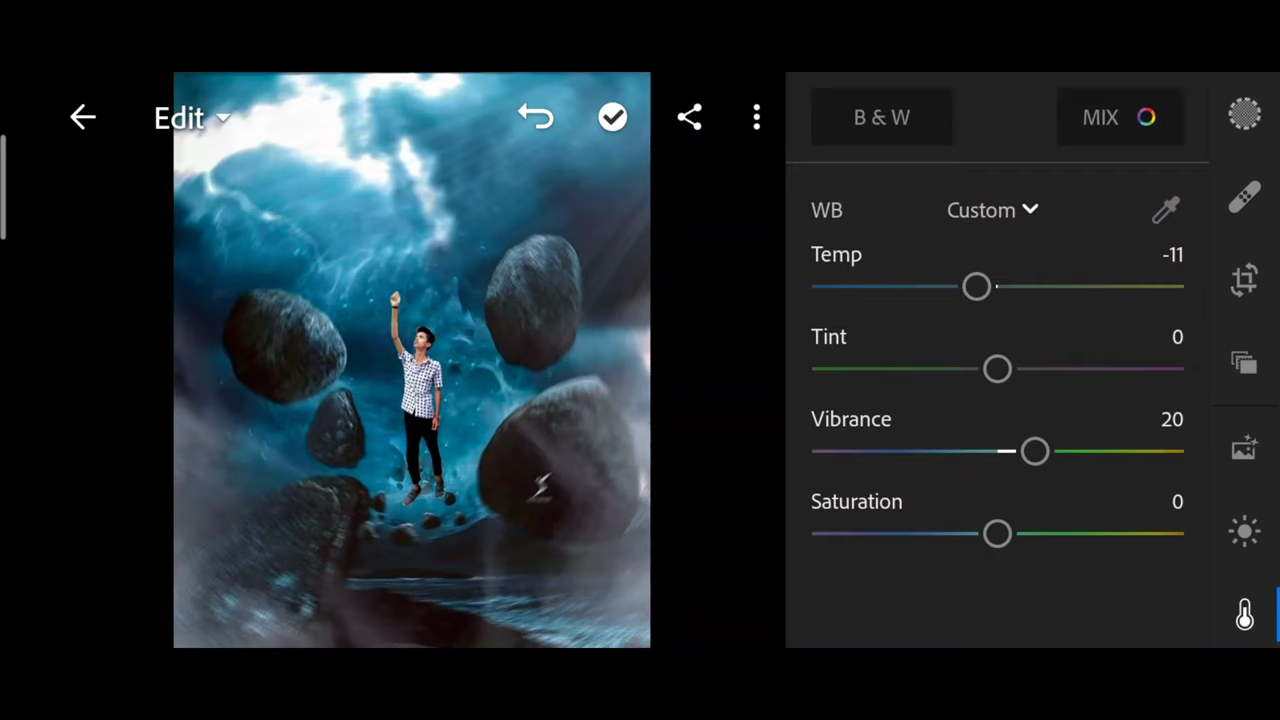 Edit
B & W
MIX
WB
Custom
Temp
-11
Tint
0
Vibrance
20
Saturation
0